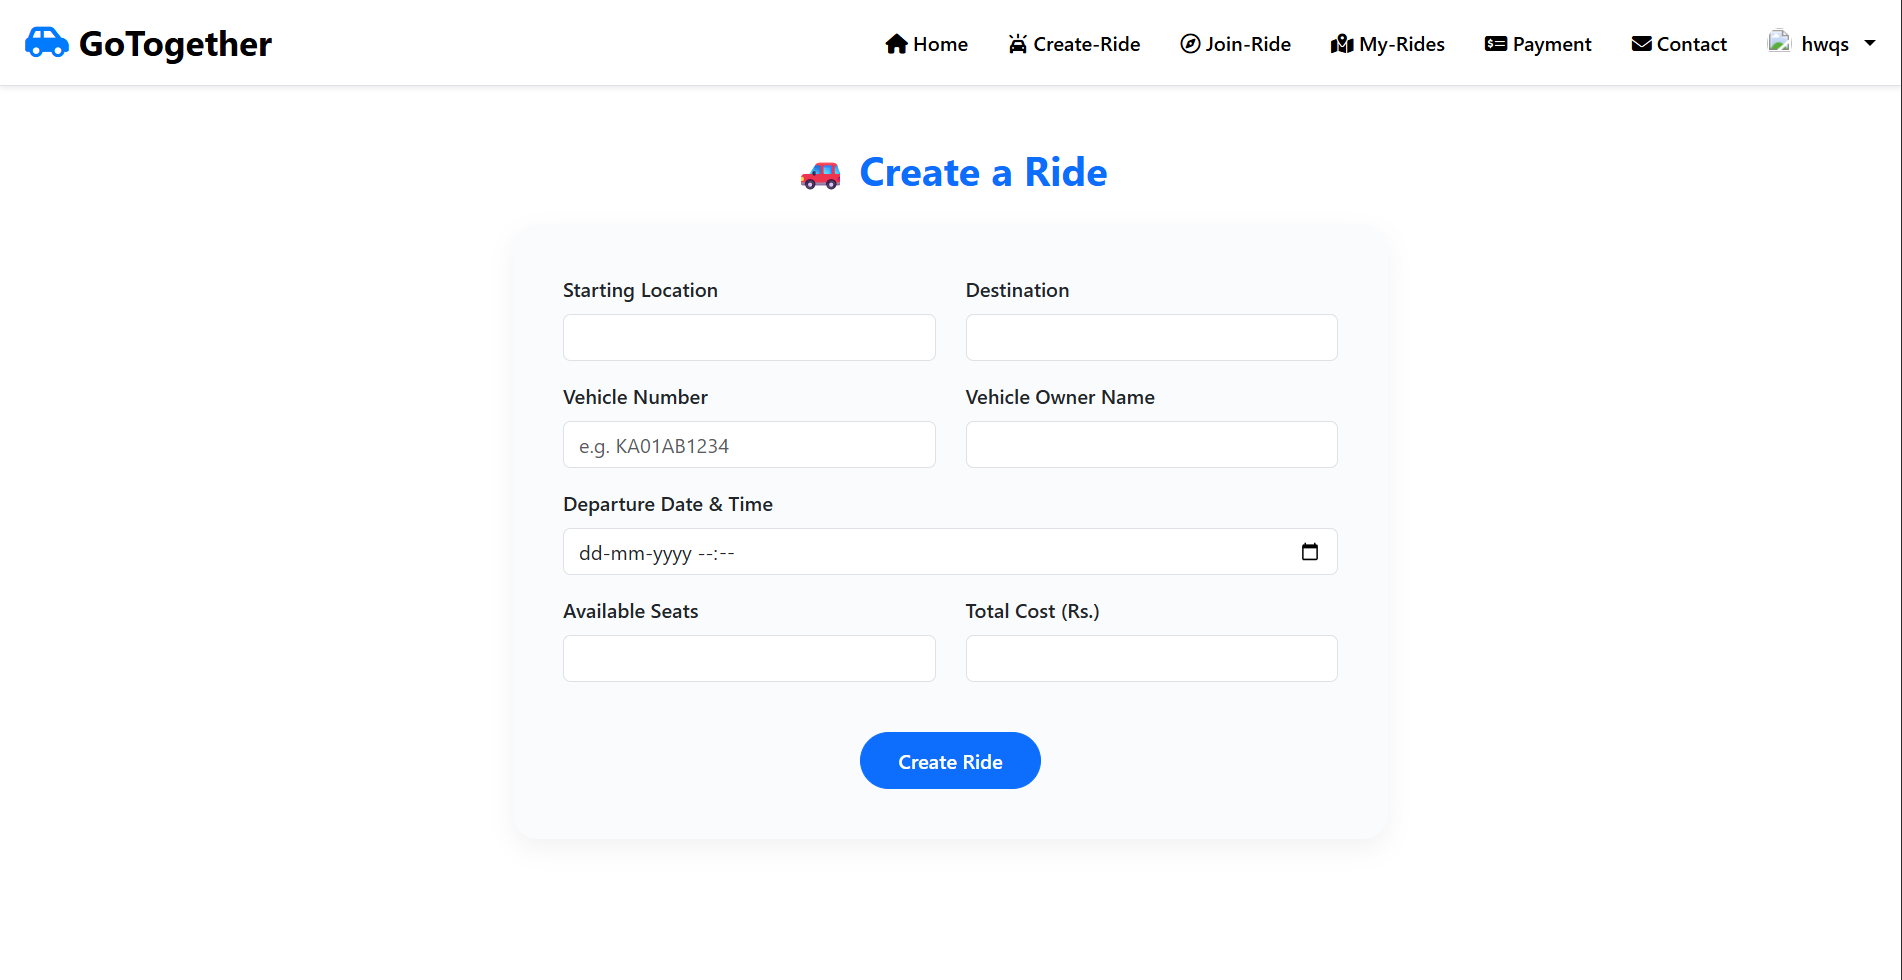 GoTogether
Home Create-Ride Join-Ride My-Rides Payment Contact hwqs
Create a Ride
Starting Location Destination
Vehicle Number Vehicle Owner Name
e.g. KA01AB1234
Departure Date & Time
dd-mm-yyyy --:--
Available Seats Total Cost (Rs.)
Create Ride